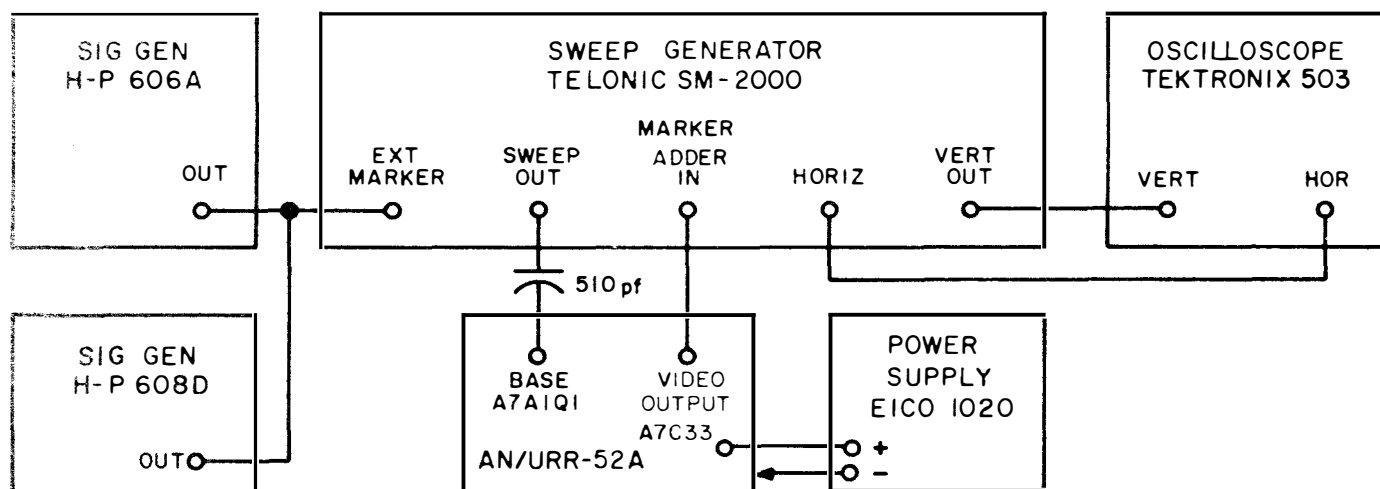 SIG GEN
H-P 606A
OUT
SWEEP GENERATOR
TELONIC SM-2000
EXT
MARKER
SWEEP
OUT
MARKER
ADDER
IN
HORIZ
VERT
OUT
OSCILLOSCOPE
TEKTRONIX 503
VERT
HOR
510 pf
SIG GEN
H-P 608D
OUT
BASE
A7A1Q1
VIDEO
OUTPUT
A7C33
AN/URR-52A
POWER
SUPPLY
EICO 1020
+
-